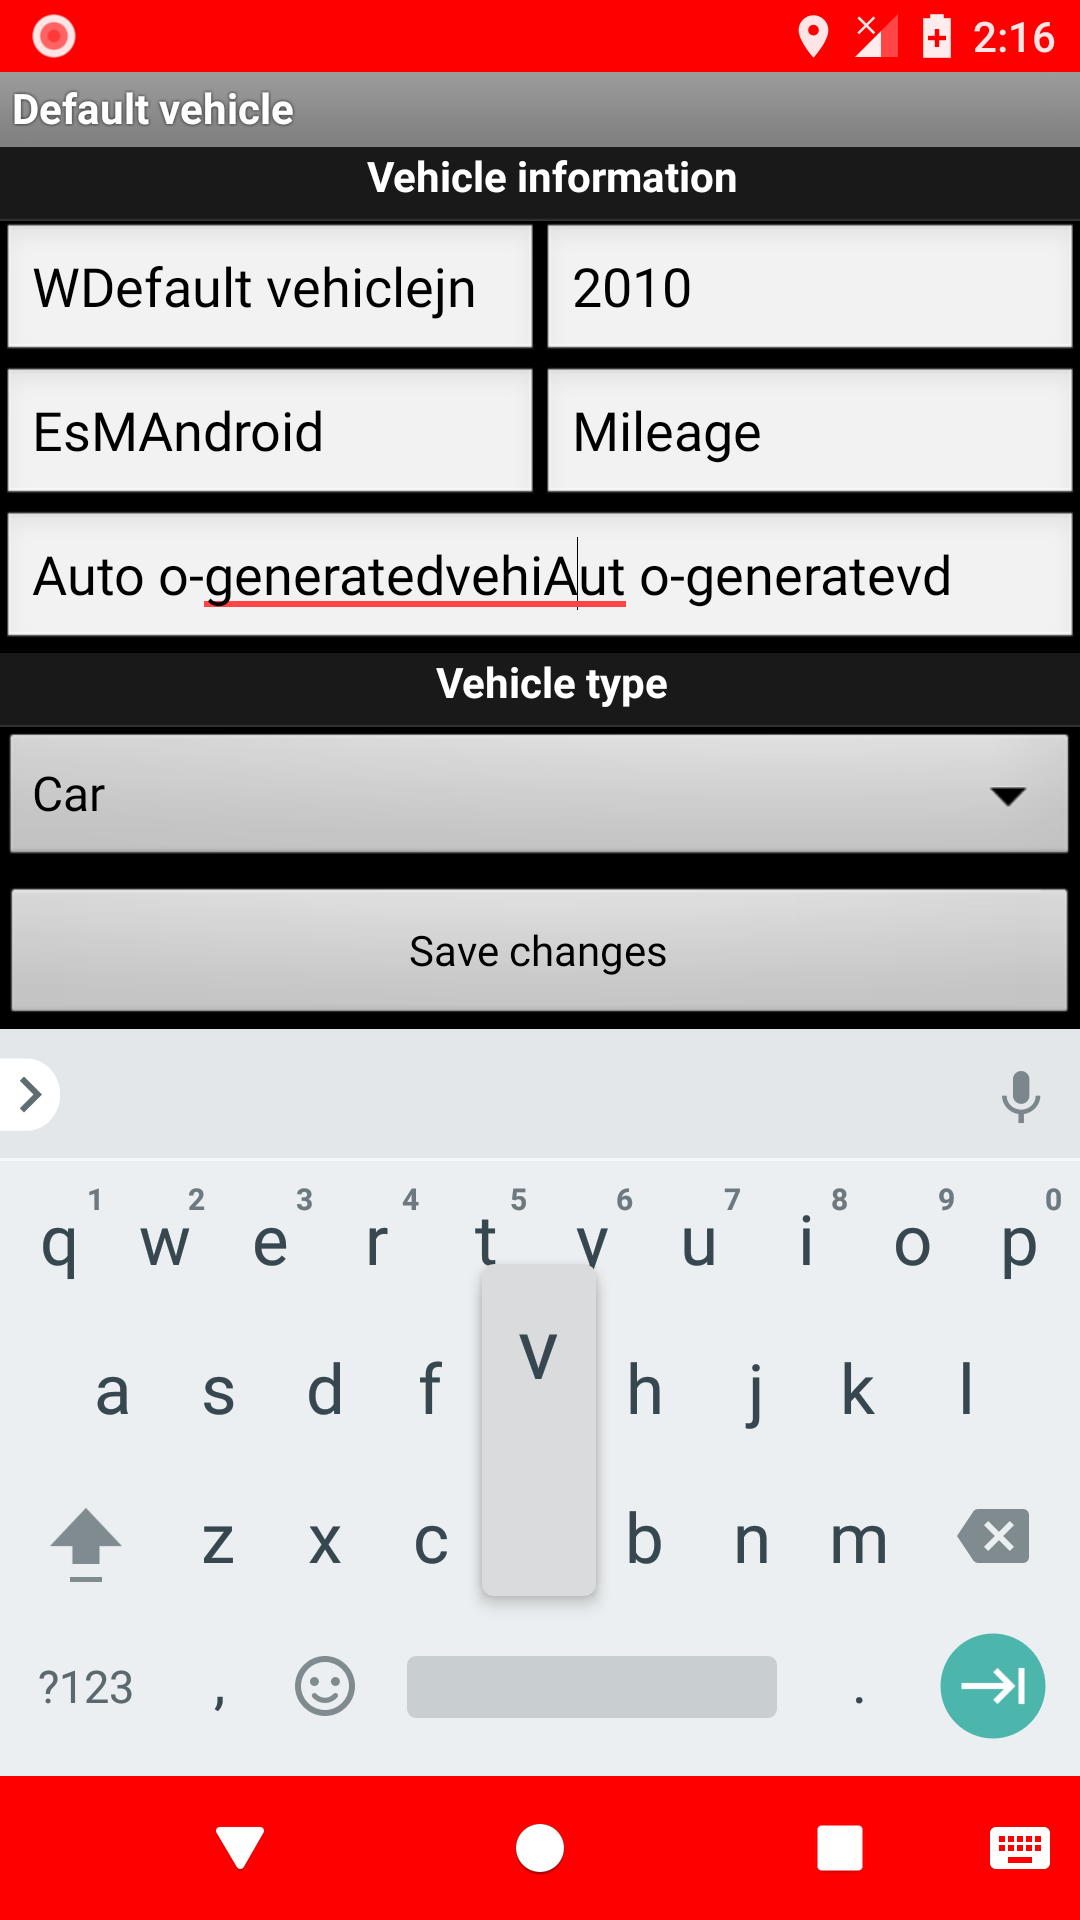 2:16
Default vehicle
Vehicle information
WDefault vehiclejn 2010
EsMAndroid Mileage
Auto o-generatedvehiAut o-generatevd
Vehicle type
Car
Save changes
1 2 3 4 5 6 7 8 9 0
q w e r t y u i o p
v
a s d f h j k l
z x c b n m
?123 , .